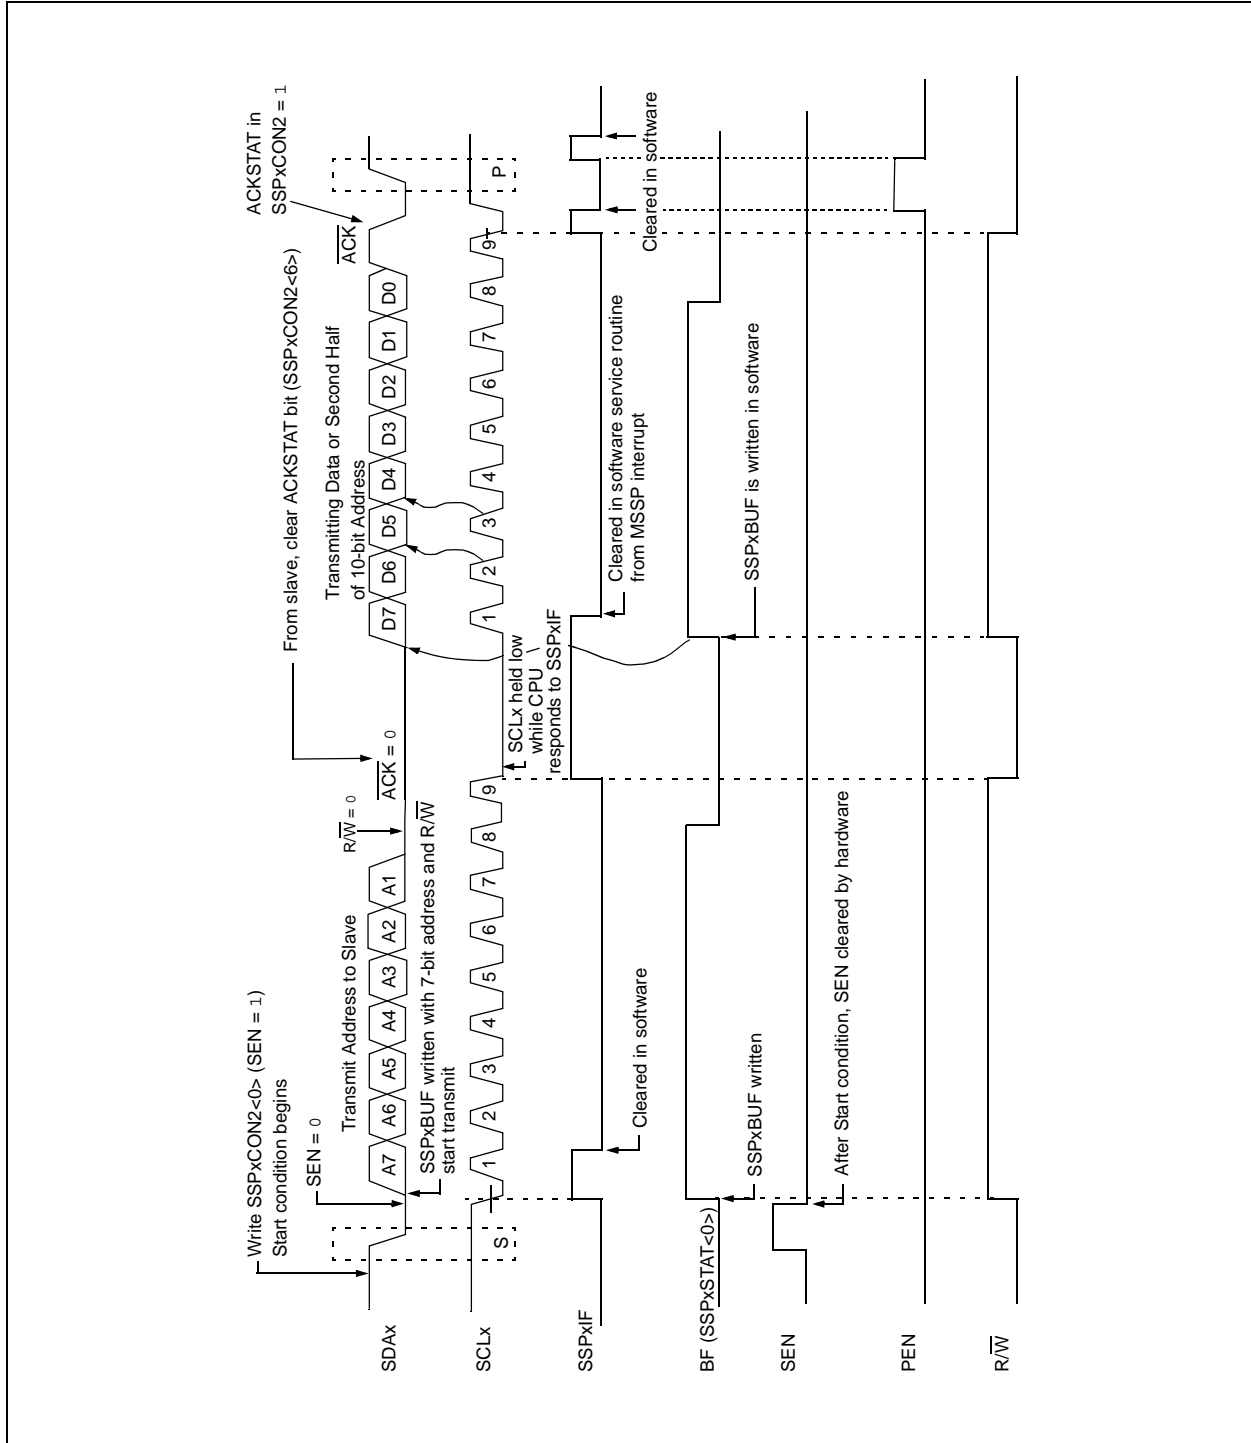 Write SSPxCON2<0> (SEN = 1)
Start condition begins
From slave, clear ACKSTAT bit (SSPxCON2<6>)
ACKSTAT in
SSPxCON2 = 1
SEN = 0
Transmit Address to Slave
R/W = 0
Transmitting Data or Second Half
of 10-bit Address
ACK = 0
ACK
SDAx
A7 A6 A5 A4 A3 A2 A1
D7 D6 D5 D4 D3 D2 D1 D0
SSPxBUF written with 7-bit address and R/W
start transmit
SCLx
S
1 2 3 4 5 6 7 8 9
1 2 3 4 5 6 7 8 9
P
SCLx held low
while CPU
responds to SSPxIF
SSPxIF
Cleared in software
Cleared in software service routine
from MSSP interrupt
Cleared in software
BF (SSPxSTAT<0>)
SSPxBUF written
SSPxBUF is written in software
SEN
After Start condition, SEN cleared by hardware
PEN
R/W